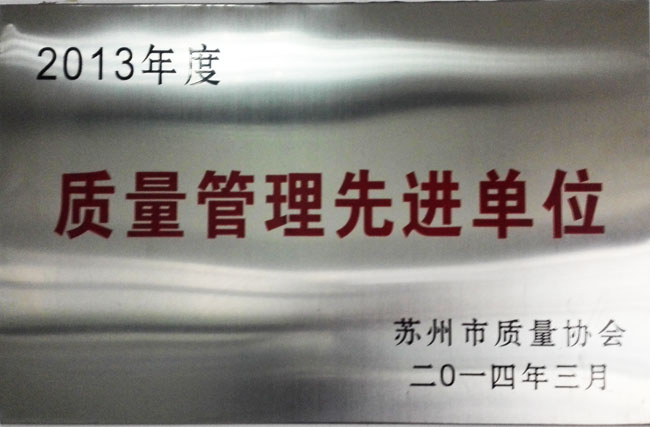 2013年度
质量管理先进单位
苏州市质量协会
二0一四年三月